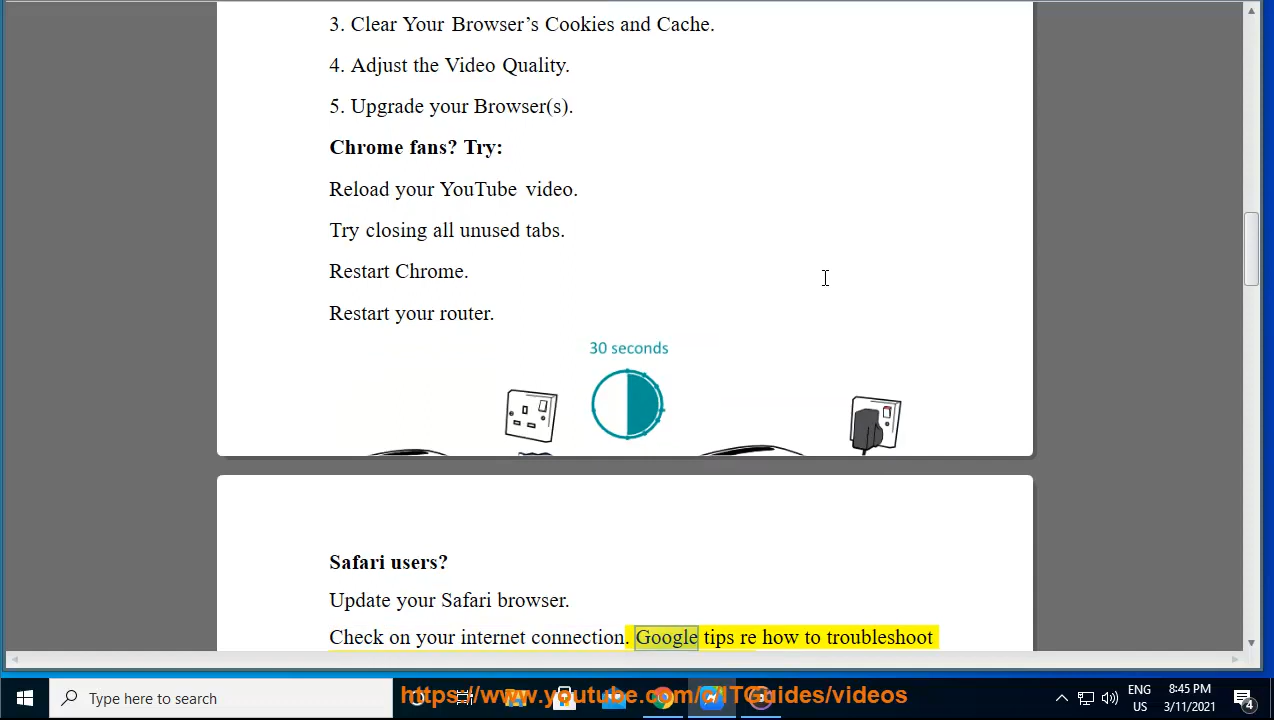 3. Clear Your Browser’s Cookies and Cache.
4. Adjust the Video Quality.
5. Upgrade your Browser(s).
Chrome fans? Try:
Reload your YouTube video.
Try closing all unused tabs.
Restart Chrome.
Restart your router.
30 seconds
Safari users?
Update your Safari browser.
Check on your internet connection. Google tips re how to troubleshoot
Type here to search
https://www.youtube.com/c/ITGuides/videos
ENG
US
8:45 PM
3/11/2021
4